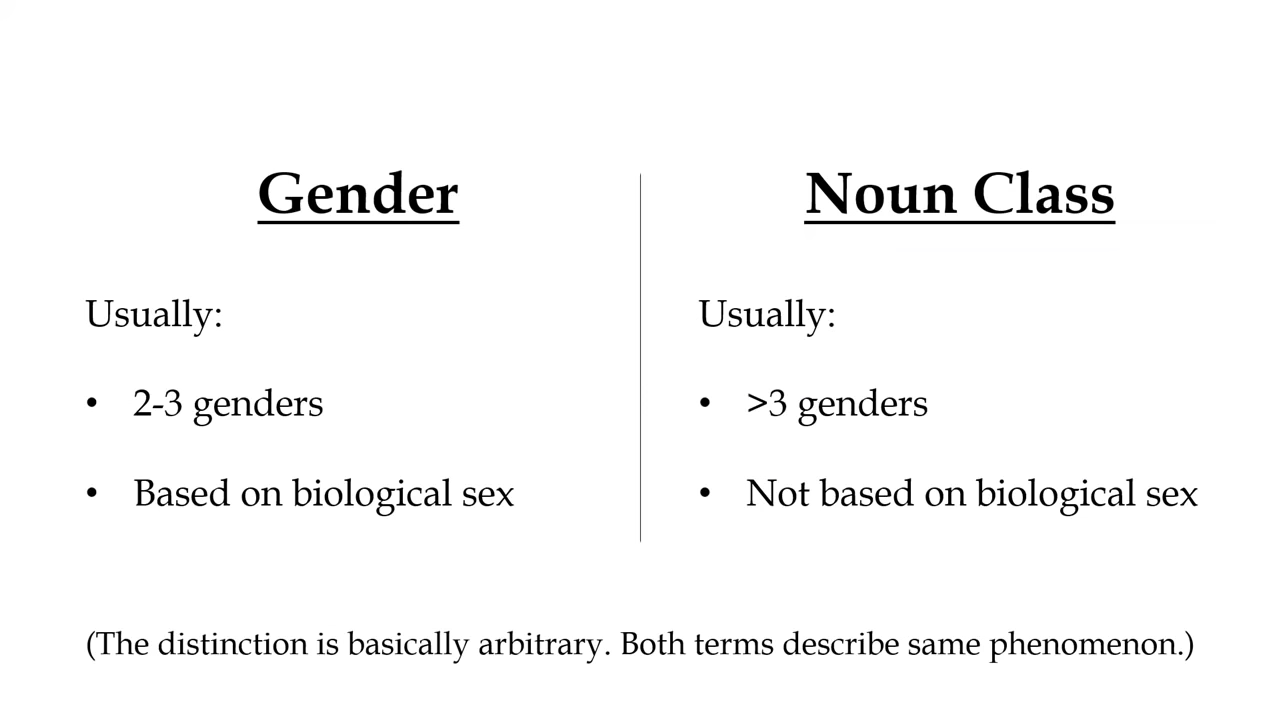 Gender
Usually:
• 2-3 genders
• Based on biological sex
Noun Class
Usually:
• >3 genders
• Not based on biological sex
(The distinction is basically arbitrary. Both terms describe same phenomenon.)